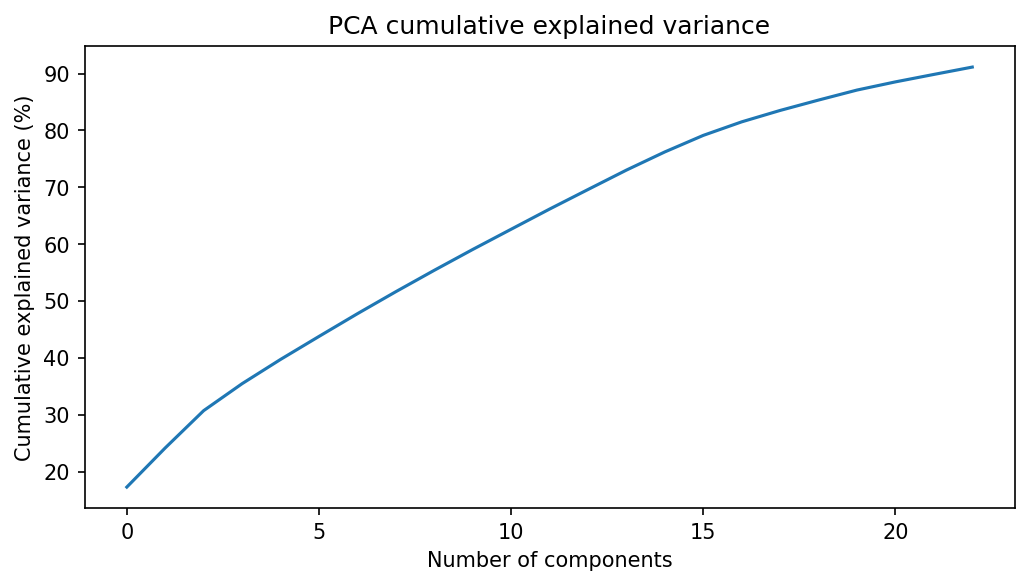 PCA cumulative explained variance
Cumulative explained variance (%)
90
80
70
60
50
40
30
20
0 5 10 15 20
Number of components